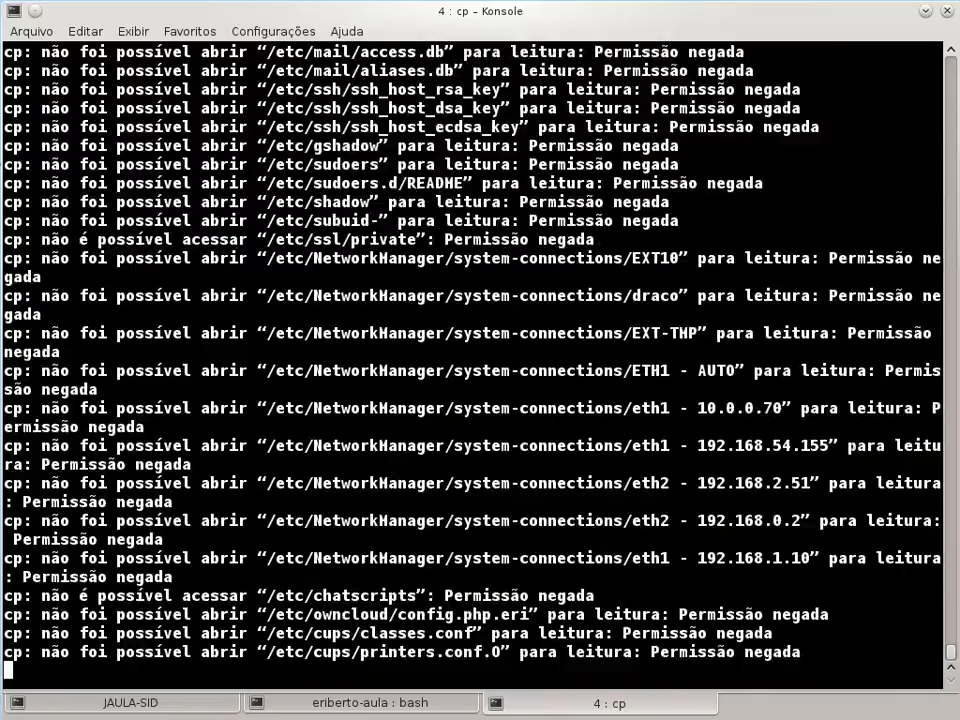 4 : cp – Konsole
Arquivo Editar Exibir Favoritos Configurações Ajuda
cp: não foi possível abrir “/etc/mail/access.db” para leitura: Permissão negada
cp: não foi possível abrir “/etc/mail/aliases.db” para leitura: Permissão negada
cp: não foi possível abrir “/etc/ssh/ssh_host_rsa_key” para leitura: Permissão negada
cp: não foi possível abrir “/etc/ssh/ssh_host_dsa_key” para leitura: Permissão negada
cp: não foi possível abrir “/etc/ssh/ssh_host_ecdsa_key” para leitura: Permissão negada
cp: não foi possível abrir “/etc/gshadow” para leitura: Permissão negada
cp: não foi possível abrir “/etc/sudoers” para leitura: Permissão negada
cp: não foi possível abrir “/etc/sudoers.d/README” para leitura: Permissão negada
cp: não foi possível abrir “/etc/shadow” para leitura: Permissão negada
cp: não foi possível abrir “/etc/subuid-” para leitura: Permissão negada
cp: não é possível acessar “/etc/ssl/private”: Permissão negada
cp: não foi possível abrir “/etc/NetworkManager/system-connections/EXT10” para leitura: Permissão ne
gada
cp: não foi possível abrir “/etc/NetworkManager/system-connections/draco” para leitura: Permissão ne
gada
cp: não foi possível abrir “/etc/NetworkManager/system-connections/EXT-THP” para leitura: Permissão
negada
cp: não foi possível abrir “/etc/NetworkManager/system-connections/ETH1 - AUTO” para leitura: Permis
são negada
cp: não foi possível abrir “/etc/NetworkManager/system-connections/eth1 - 10.0.0.70” para leitura: P
ermissão negada
cp: não foi possível abrir “/etc/NetworkManager/system-connections/eth1 - 192.168.54.155” para leitu
ra: Permissão negada
cp: não foi possível abrir “/etc/NetworkManager/system-connections/eth2 - 192.168.2.51” para leitura
: Permissão negada
cp: não foi possível abrir “/etc/NetworkManager/system-connections/eth2 - 192.168.0.2” para leitura:
 Permissão negada
cp: não foi possível abrir “/etc/NetworkManager/system-connections/eth1 - 192.168.1.10” para leitura
: Permissão negada
cp: não é possível acessar “/etc/chatscripts”: Permissão negada
cp: não foi possível abrir “/etc/owncloud/config.php.eri” para leitura: Permissão negada
cp: não foi possível abrir “/etc/cups/classes.conf” para leitura: Permissão negada
cp: não foi possível abrir “/etc/cups/printers.conf.O” para leitura: Permissão negada
JAULA-SID eriberto-aula : bash 4 : cp